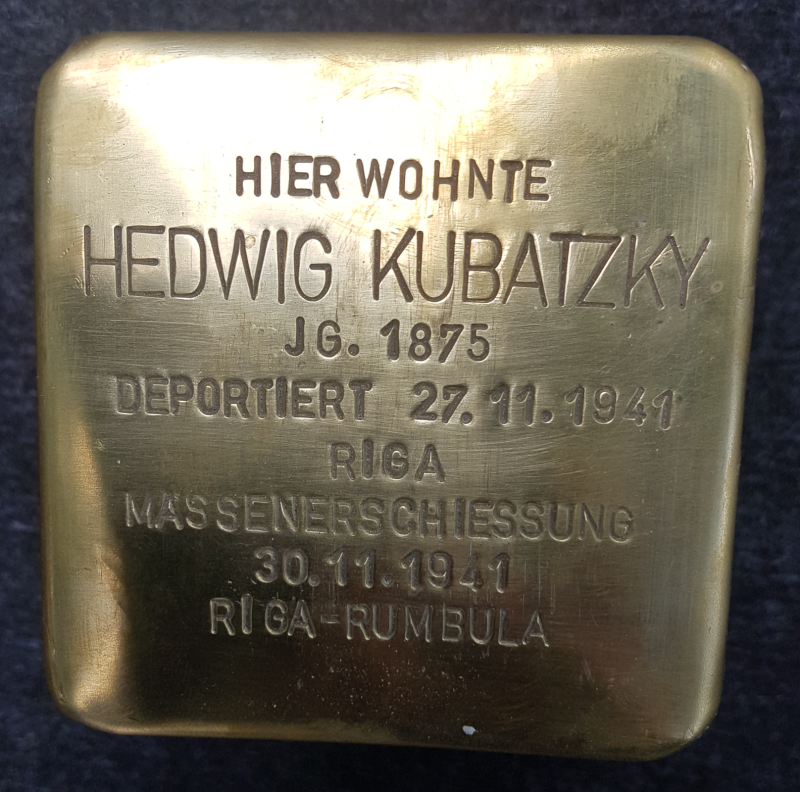 HIER WOHNTE
HEDWIG KUBATZKY
JG. 1875
DEPORTIERT 27.11.1941
RIGA
MASSENERSCHIESSUNG
30.11.1941
RIGA-RUMBULA